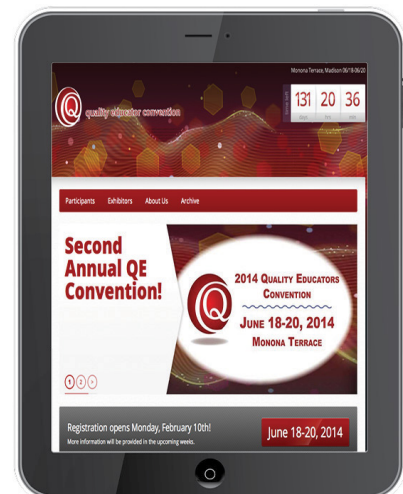 Monona Terrace, Madison 06/18-06/20
quality educator convention
131 20 36
Participants Exhibitors About Us Archive
Second
Annual QE
Convention!
2014 Quality Educators
Convention
June 18-20, 2014
Monona Terrace
1 2
Registration opens Monday, February 10th!
More information will be provided in the upcoming weeks.
June 18-20, 2014